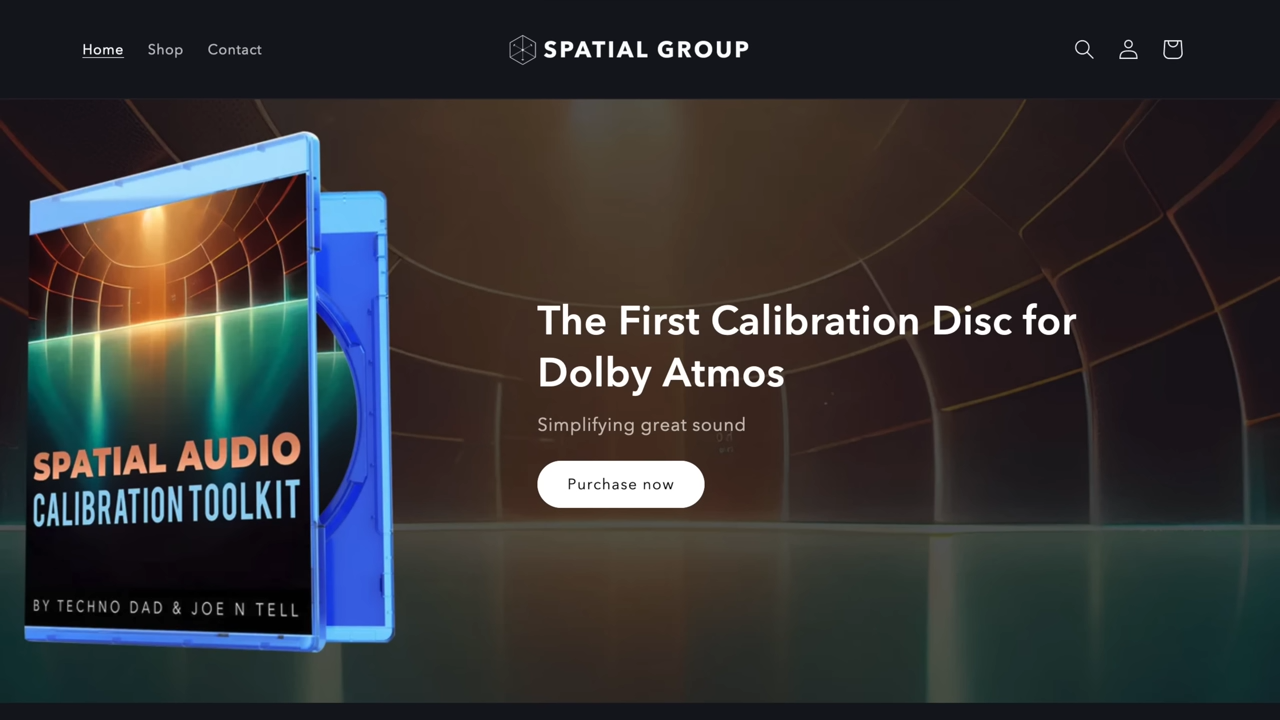 Home
Shop
Contact
SPATIAL GROUP
SPATIAL AUDIO
CALIBRATION TOOLKIT
BY TECHNO DAD & JOE N TELL
The First Calibration Disc for
Dolby Atmos
Simplifying great sound
Purchase now